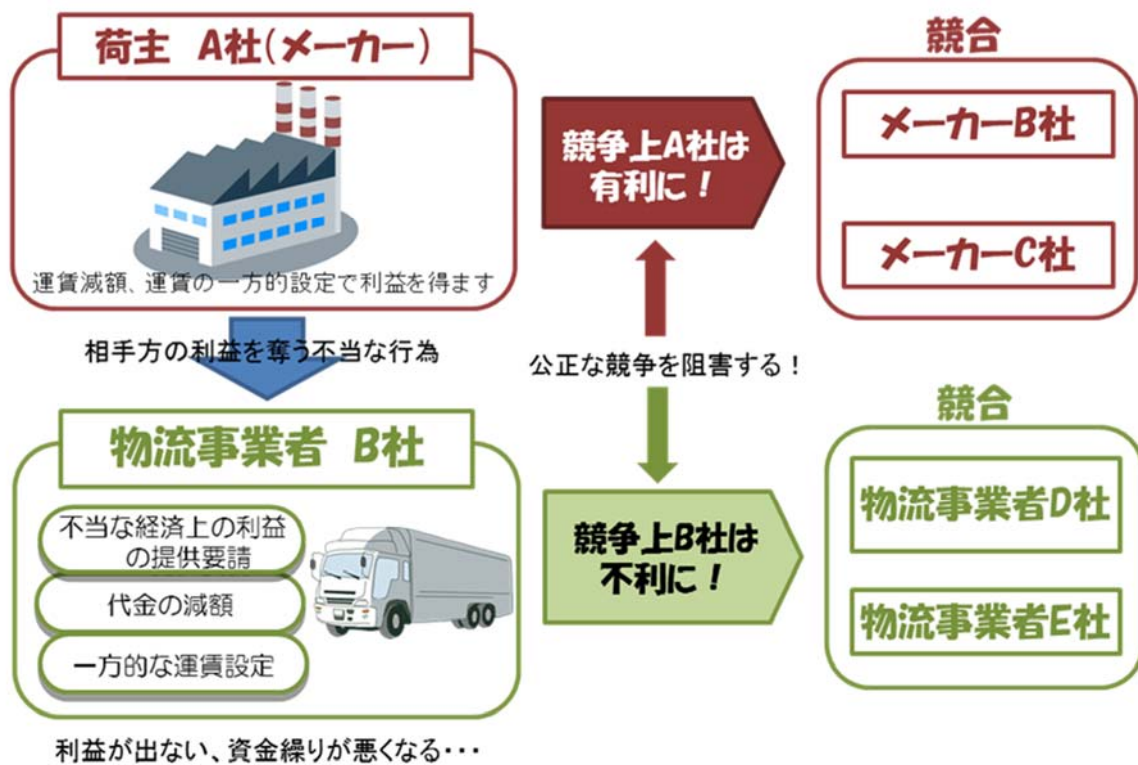 荷主 A社(メーカー)
運賃減額、運賃の一方的設定で利益を得ます
競争上A社は
有利に!
競合
メーカーB社
メーカーC社
相手方の利益を奪う不当な行為
公正な競争を阻害する!
物流事業者 B社
不当な経済上の利益
の提供要請
代金の減額
一方的な運賃設定
利益が出ない、資金繰りが悪くなる・・・
競争上B社は
不利に!
競合
物流事業者D社
物流事業者E社